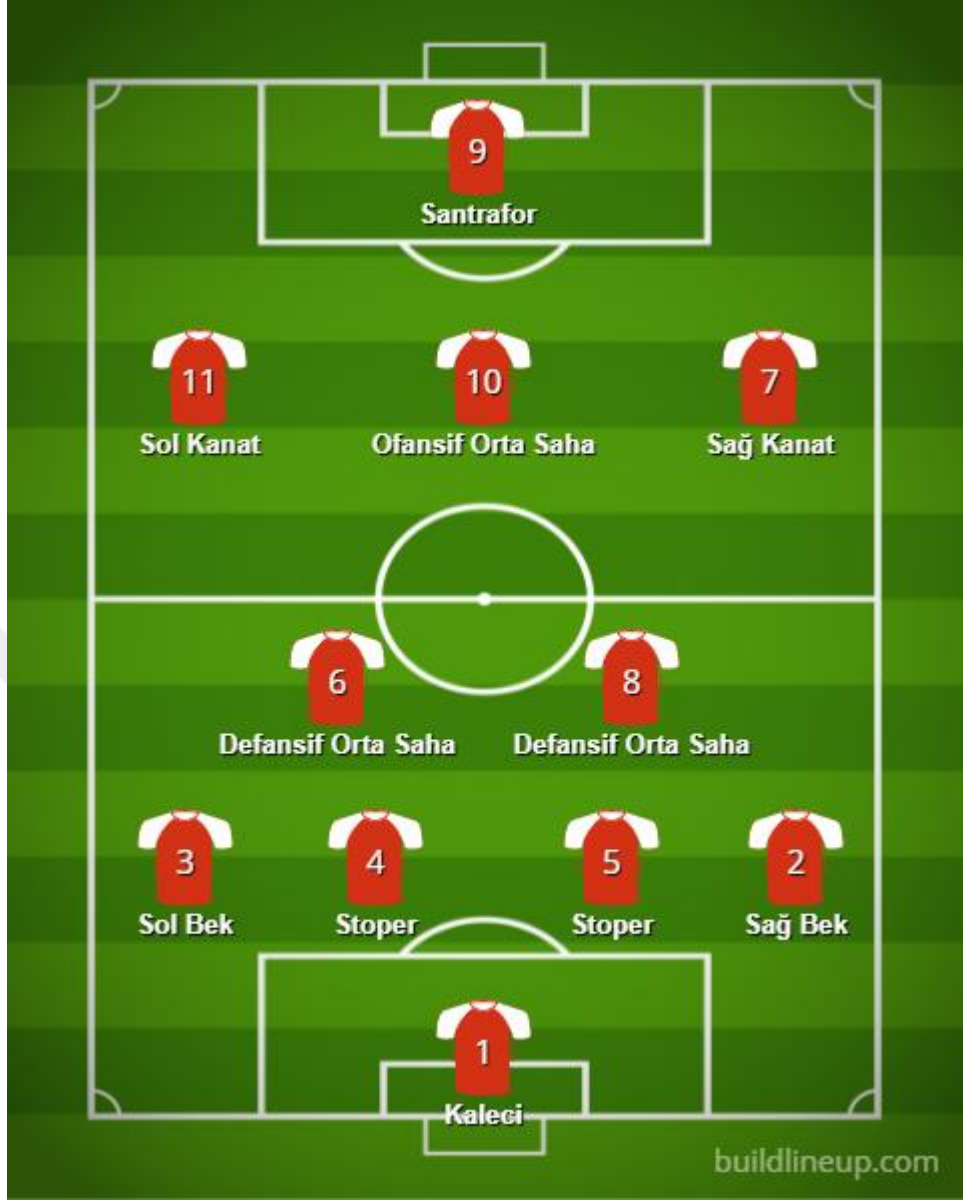 9
Santrafor
11
Sol Kanat
10
Ofansif Orta Saha
7
Sağ Kanat
6
Defansif Orta Saha
8
Defansif Orta Saha
3
Sol Bek
4
Stoper
5
Stoper
2
Sağ Bek
1
Kaleci
buildlineup.com